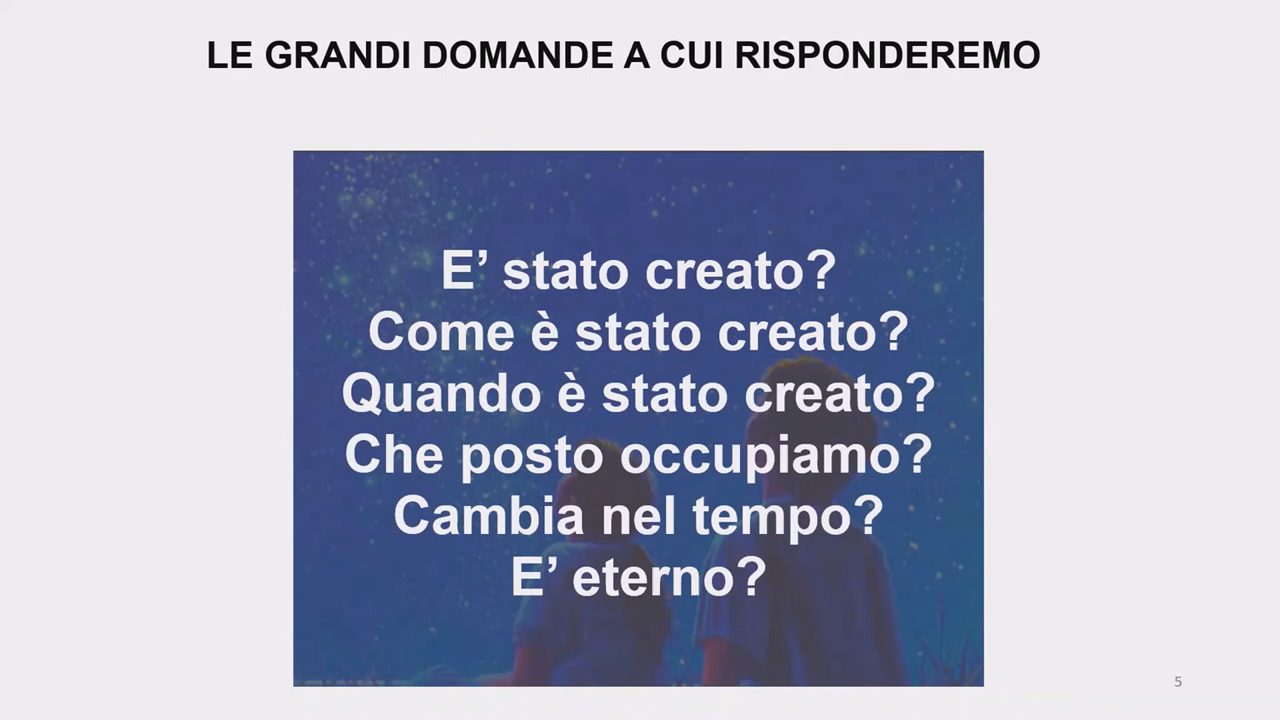 LE GRANDI DOMANDE A CUI RISPONDEREMO
E’ stato creato?
Come è stato creato?
Quando è stato creato?
Che posto occupiamo?
Cambia nel tempo?
E’ eterno?
5